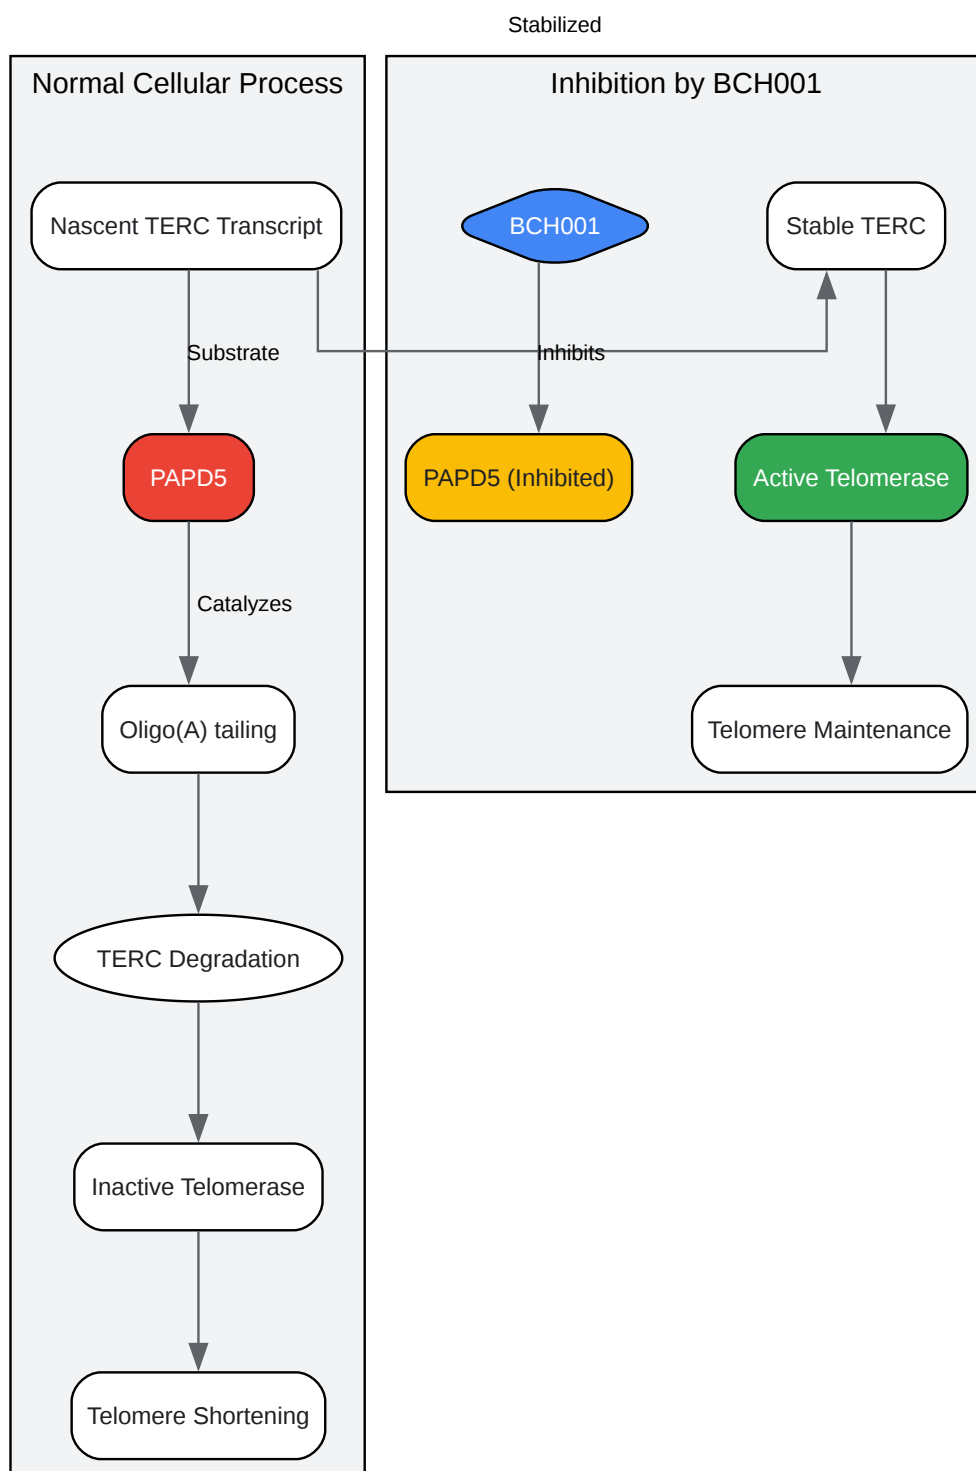 Stabilized
Normal Cellular Process
Nascent TERC Transcript
Substrate
PAPD5
Catalyzes
Oligo(A) tailing
TERC Degradation
Inactive Telomerase
Telomere Shortening
Inhibition by BCH001
BCH001
Inhibits
PAPD5 (Inhibited)
Stable TERC
Active Telomerase
Telomere Maintenance